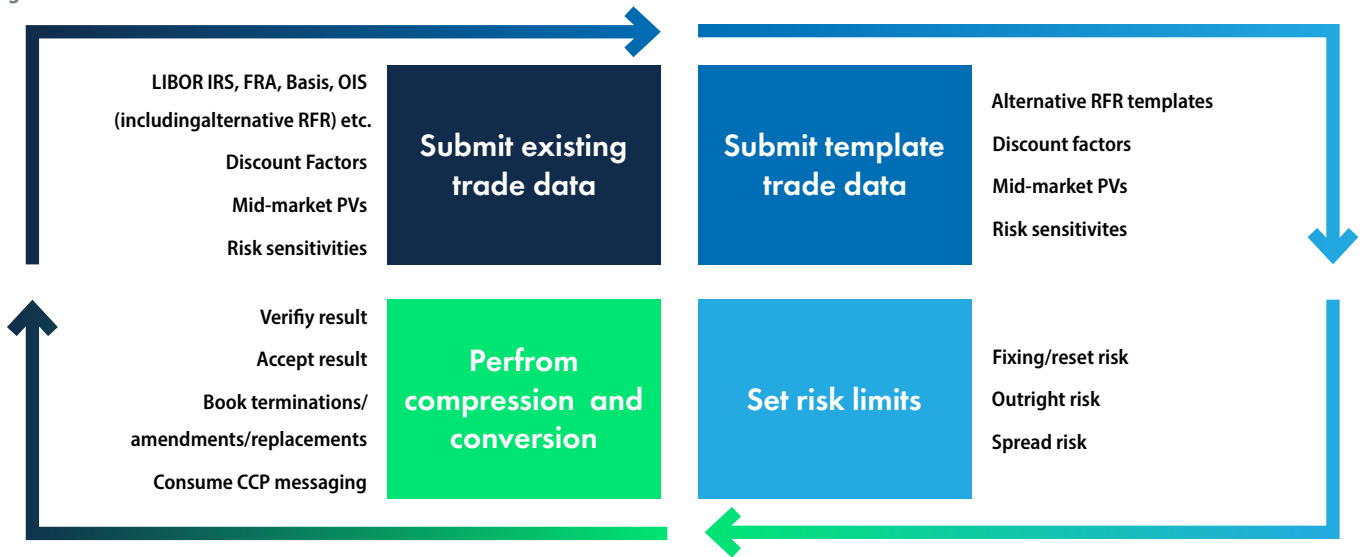 LIBOR IRS, FRA, Basis, OIS
(includingalternative RFR) etc.
Discount Factors
Mid-market PVs
Risk sensitivities
Submit existing
trade data
Submit template
trade data
Alternative RFR templates
Discount factors
Mid-market PVs
Risk sensitivites
Verifiy result
Accept result
Book terminations/
amendments/replacements
Consume CCP messaging
Perfrom
compression and
conversion
Set risk limits
Fixing/reset risk
Outright risk
Spread risk